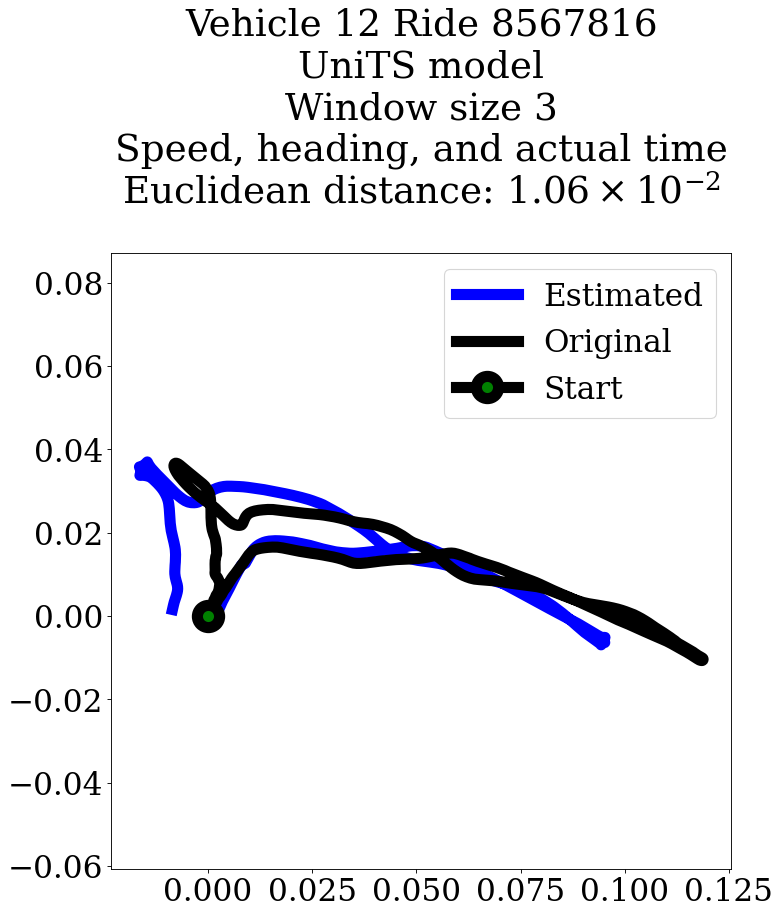 Vehicle 12 Ride 8567816
UniTS model
Window size 3
Speed, heading, and actual time
Euclidean distance: 1.06 × 10⁻²
Estimated
Original
Start
0.08
0.06
0.04
0.02
0.00
−0.02
−0.04
−0.06
0.000 0.025 0.050 0.075 0.100 0.125